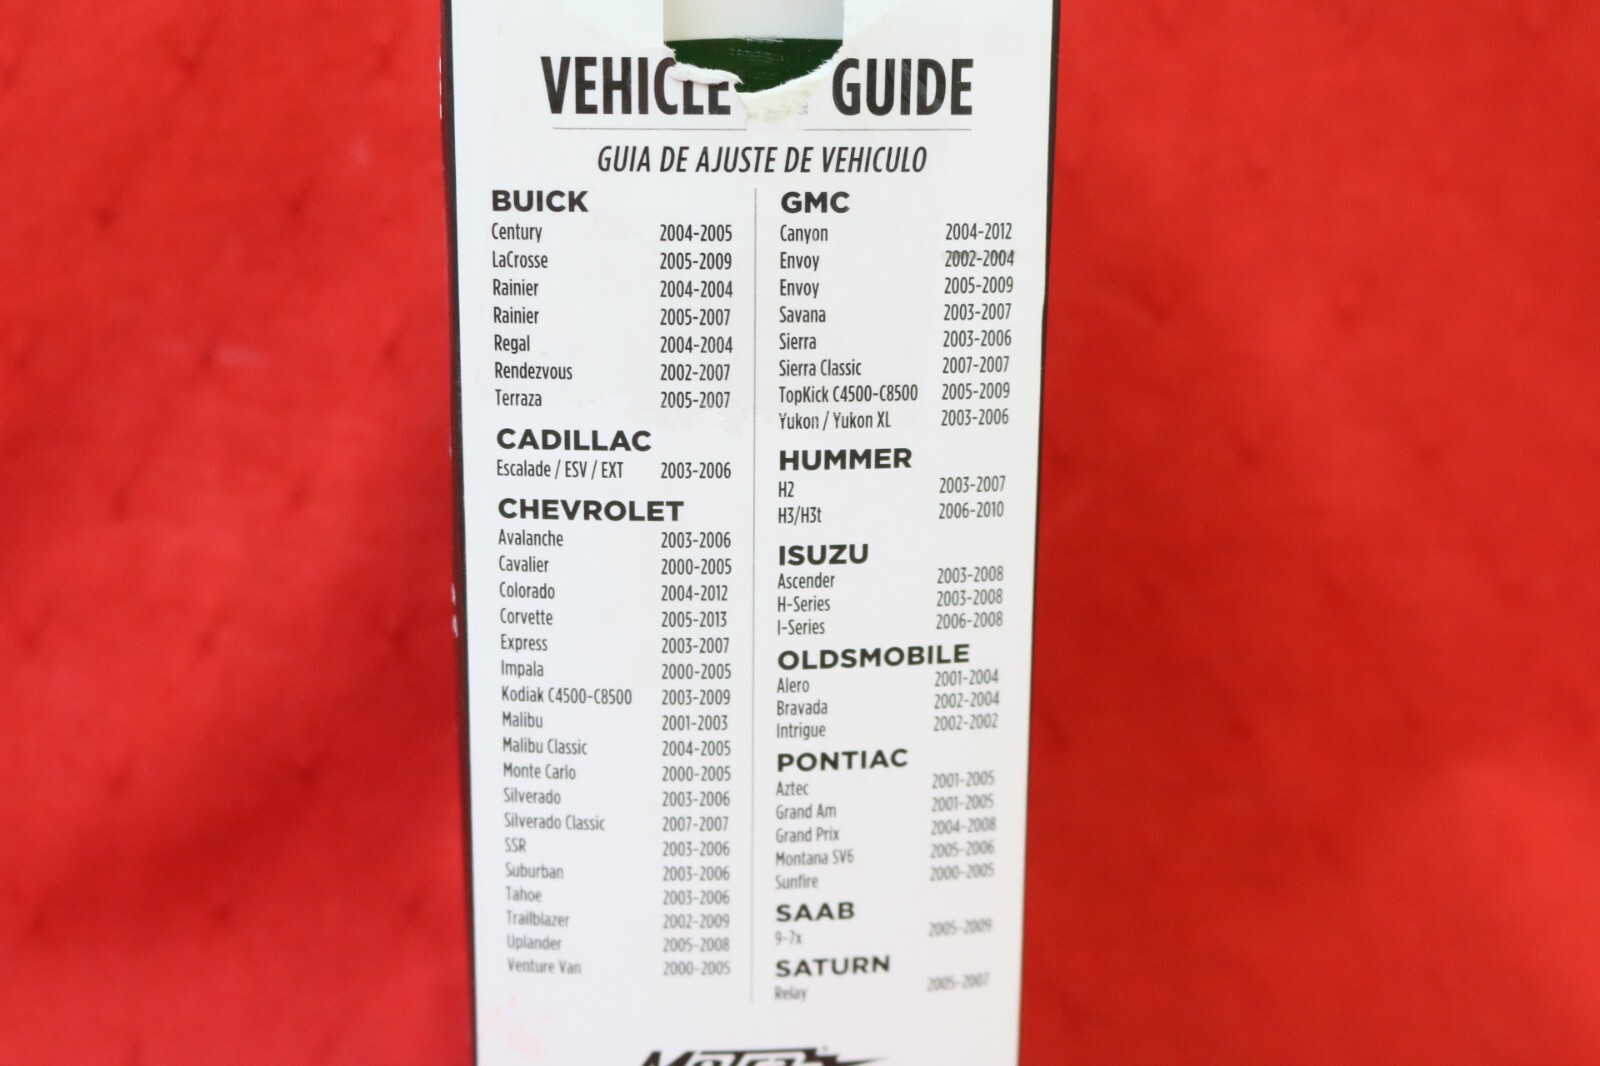 VEHICLE GUIDE
GUIA DE AJUSTE DE VEHICULO
BUICK
Century 2004-2005
LaCrosse 2005-2009
Rainier 2004-2004
Rainier 2005-2007
Regal 2004-2004
Rendezvous 2002-2007
Terraza 2005-2007
CADILLAC
Escalade / ESV / EXT 2003-2006
CHEVROLET
Avalanche 2003-2006
Cavalier 2000-2005
Colorado 2004-2012
Corvette 2005-2013
Express 2003-2007
Impala 2000-2005
Kodiak C4500-C8500 2003-2009
Malibu 2001-2003
Malibu Classic 2004-2005
Monte Carlo 2000-2005
Silverado 2003-2006
Silverado Classic 2007-2007
SSR 2003-2006
Suburban 2003-2006
Tahoe 2003-2006
Trailblazer 2002-2009
Uplander 2005-2008
Venture Van 2000-2005
GMC
Canyon 2004-2012
Envoy 2002-2004
Envoy 2005-2009
Savana 2003-2007
Sierra 2003-2006
Sierra Classic 2007-2007
TopKick C4500-C8500 2005-2009
Yukon / Yukon XL 2003-2006
HUMMER
H2 2003-2007
H3/H3t 2006-2010
ISUZU
Ascender 2003-2008
H-Series 2003-2008
I-Series 2006-2008
OLDSMOBILE
Alero 2001-2004
Bravada 2002-2004
Intrigue 2002-2002
PONTIAC
Aztec 2001-2005
Grand Am 2001-2005
Grand Prix 2004-2008
Montana SV6 2005-2006
Sunfire 2000-2005
SAAB
9-7x 2005-2009
SATURN
Relay 2005-2007